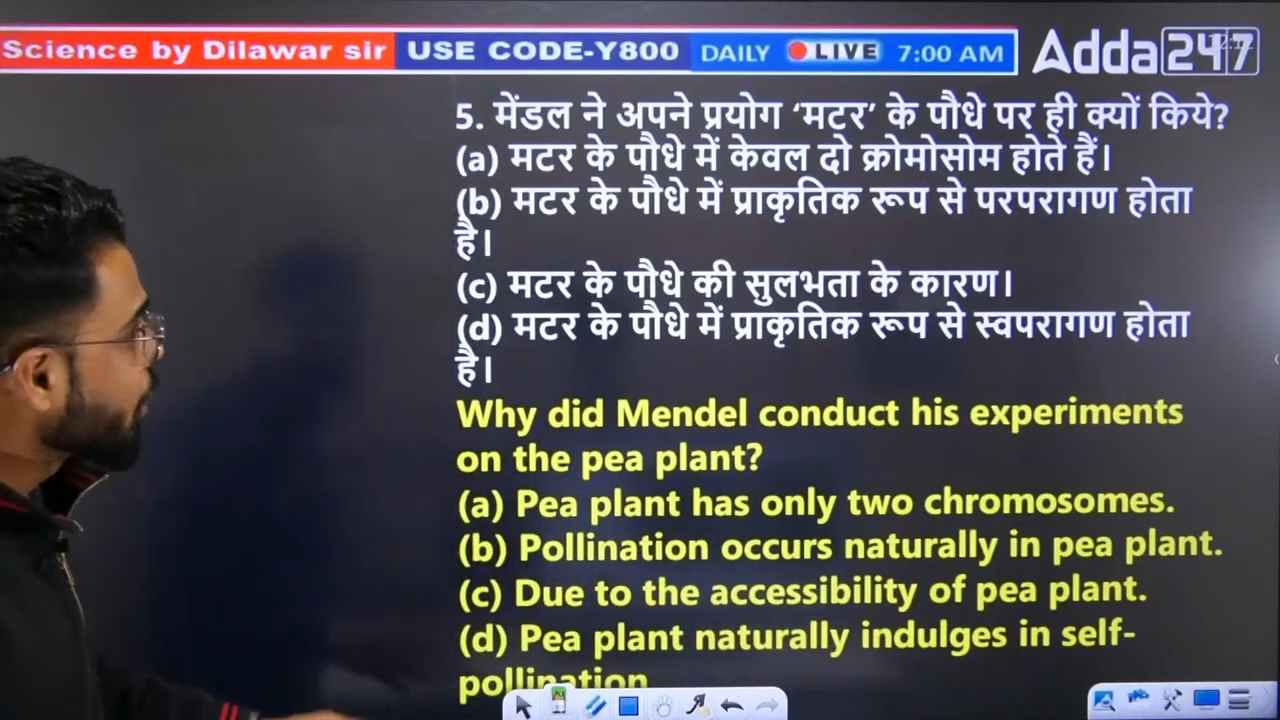 Science by Dilawar sir USE CODE-Y800 DAILY LIVE 7:00 AM Adda247
5. मेंडल ने अपने प्रयोग ‘मटर’ के पौधे पर ही क्यों किये?
(a) मटर के पौधे में केवल दो क्रोमोसोम होते हैं।
(b) मटर के पौधे में प्राकृतिक रूप से परपरागण होता
है।
(c) मटर के पौधे की सुलभता के कारण।
(d) मटर के पौधे में प्राकृतिक रूप से स्वपरागण होता
है।
Why did Mendel conduct his experiments
on the pea plant?
(a) Pea plant has only two chromosomes.
(b) Pollination occurs naturally in pea plant.
(c) Due to the accessibility of pea plant.
(d) Pea plant naturally indulges in self-
pollination